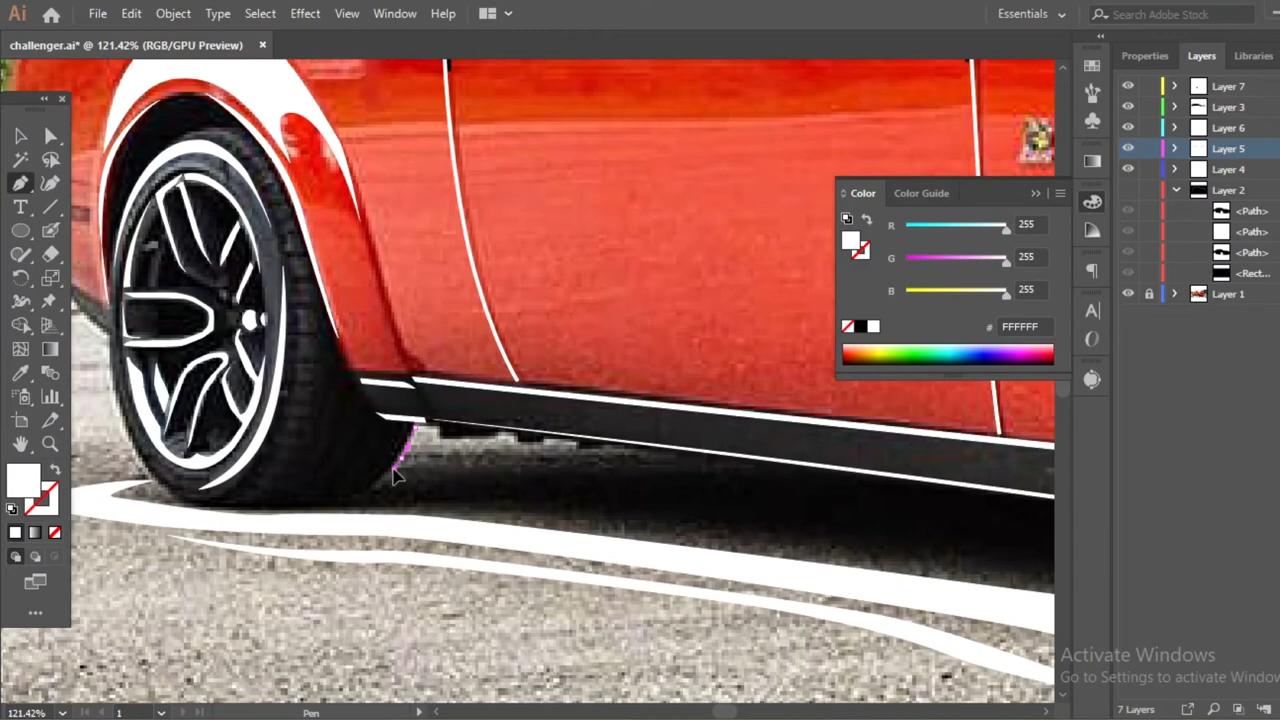 Ai File Edit Object Type Select Effect View Window Help Essentials Search Adobe Stock
challenger.ai* @ 121.42% (RGB/GPU Preview)
Properties Layers Libraries
Layer 7
Layer 3
Layer 6
Layer 5
Layer 4
Layer 2
<Path>
<Path>
<Path>
<Rect...
Layer 1
Color Color Guide
R 255
G 255
B 255
# FFFFFF
Activate Windows
Go to Settings to activate Window
121.42% 1 Pen 7 Layers